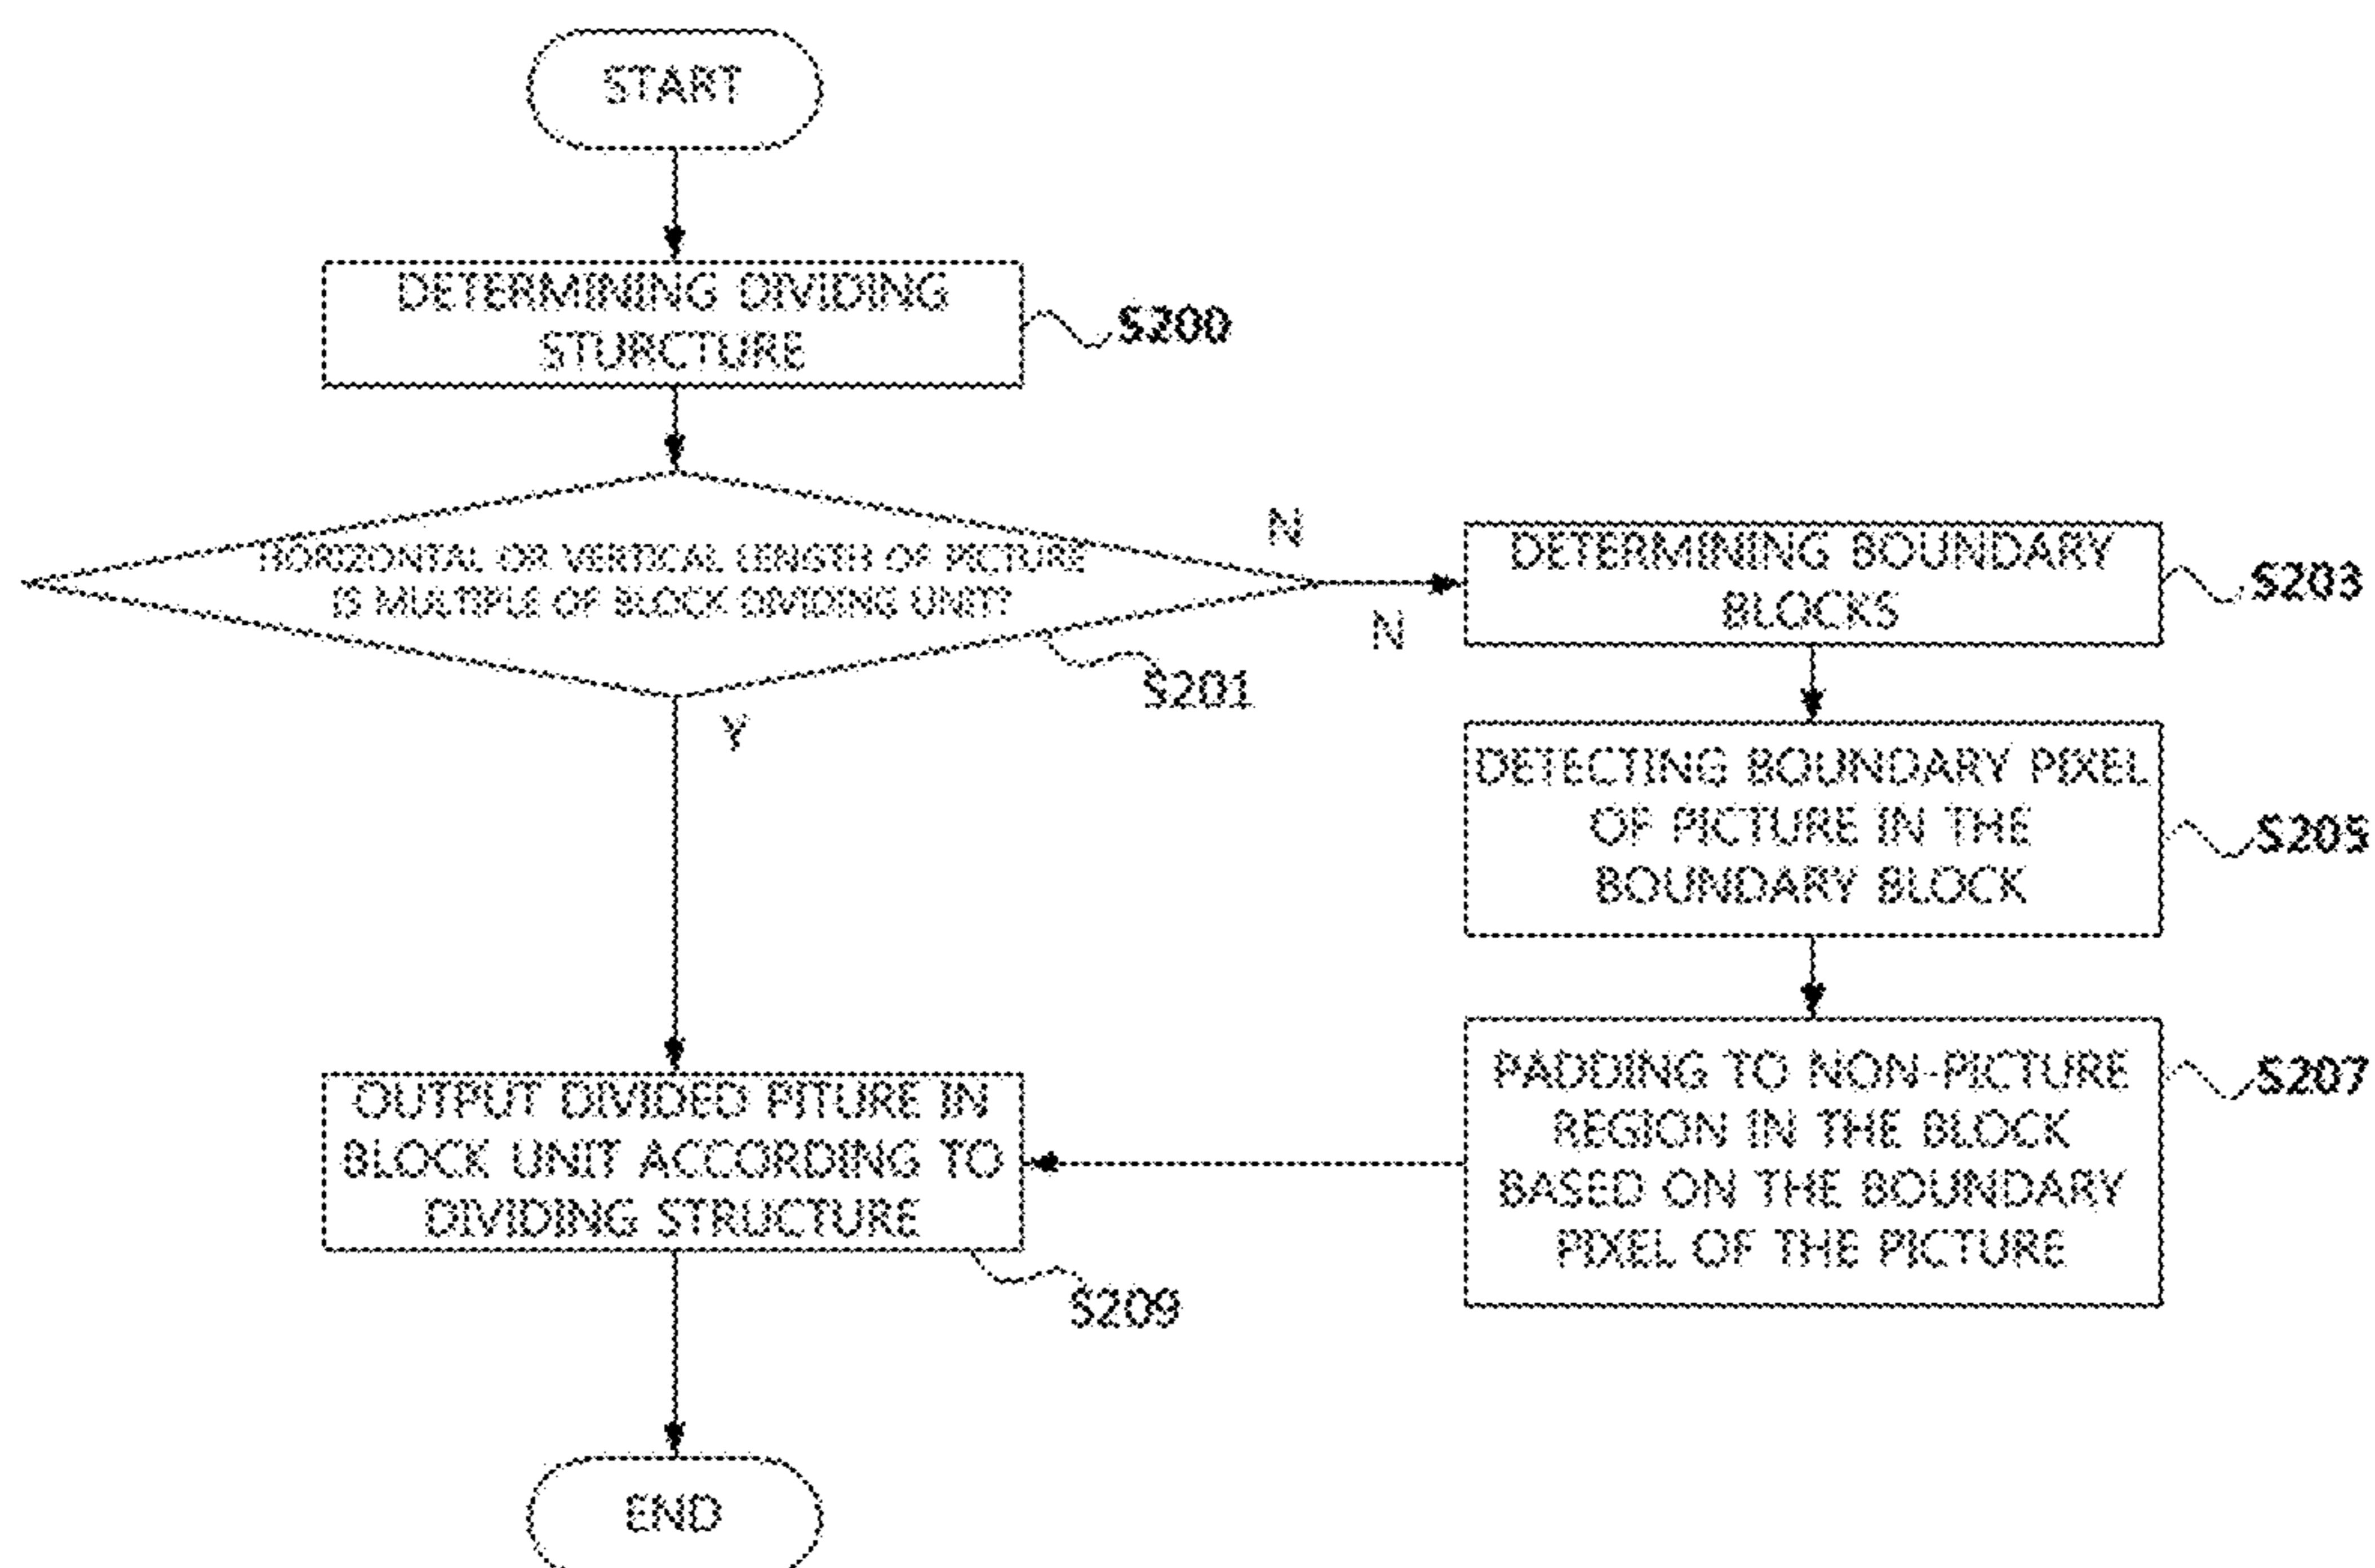 START
DETERMINING DIVIDING
STURCTURE
S200
HORIZONTAL OR VERTICAL LENGTH OF PICTURE
IS MULTIPLE OF BLOCK DIVIDING UNIT?
S201
N
N
Y
DETERMINING BOUNDARY
BLOCKS
S203
DETECTING BOUNDARY PIXEL
OF PICTURE IN THE
BOUNDARY BLOCK
S205
PADDING TO NON-PICTURE
REGION IN THE BLOCK
BASED ON THE BOUNDARY
PIXEL OF THE PICTURE
S207
OUTPUT DIVIDED PITURE IN
BLOCK UNIT ACCORDING TO
DIVIDING STRUCTURE
S209
END